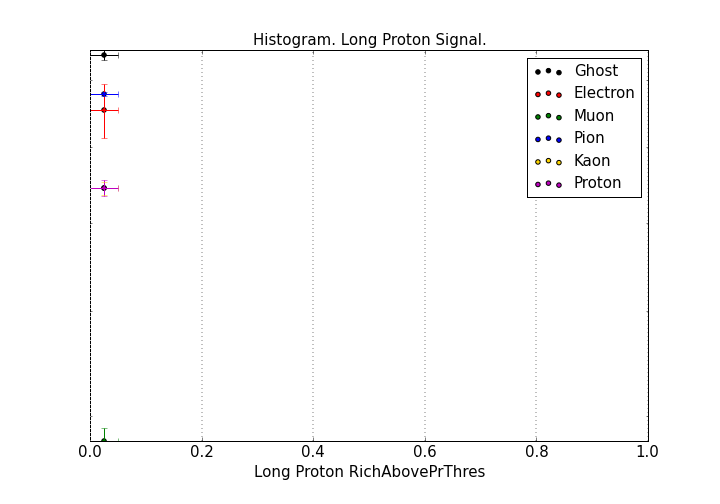 Histogram. Long Proton Signal.
Ghost
Electron
Muon
Pion
Kaon
Proton
0.0 0.2 0.4 0.6 0.8 1.0
Long Proton RichAbovePrThres